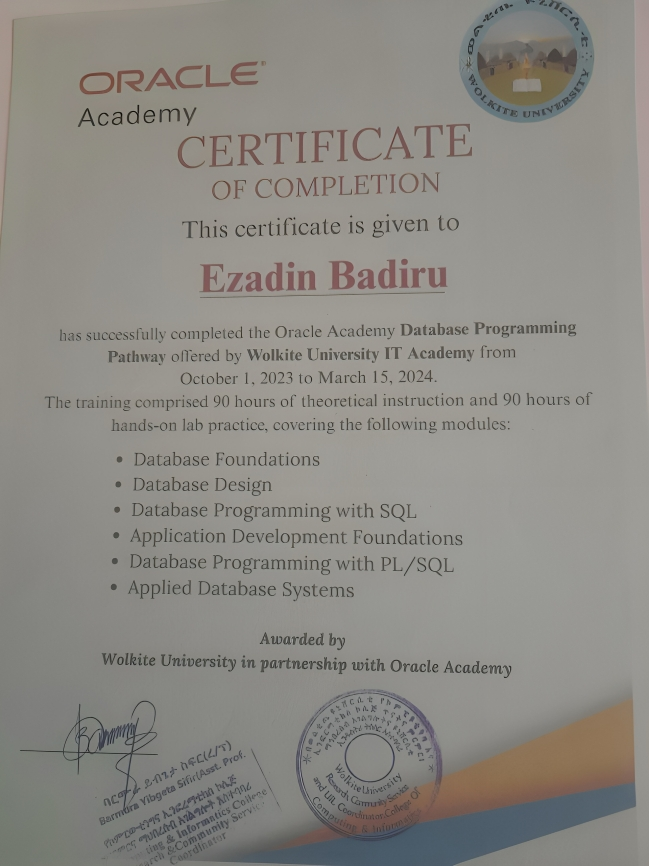 ORACLE
Academy
WOLKITE UNIVERSITY
CERTIFICATE
OF COMPLETION
This certificate is given to
Ezadin Badiru
has successfully completed the Oracle Academy Database Programming
Pathway offered by Wolkite University IT Academy from
October 1, 2023 to March 15, 2024.
The training comprised 90 hours of theoretical instruction and 90 hours of
hands-on lab practice, covering the following modules:
• Database Foundations
• Database Design
• Database Programming with SQL
• Application Development Foundations
• Database Programming with PL/SQL
• Applied Database Systems
Awarded by
Wolkite University in partnership with Oracle Academy
Sifir(Asst. Prof.
& Informatics College
&Community Servic
Coordinator
Wolkite University
Research Community Service
and UIL Coordinator, College Of
Computing & Informatics